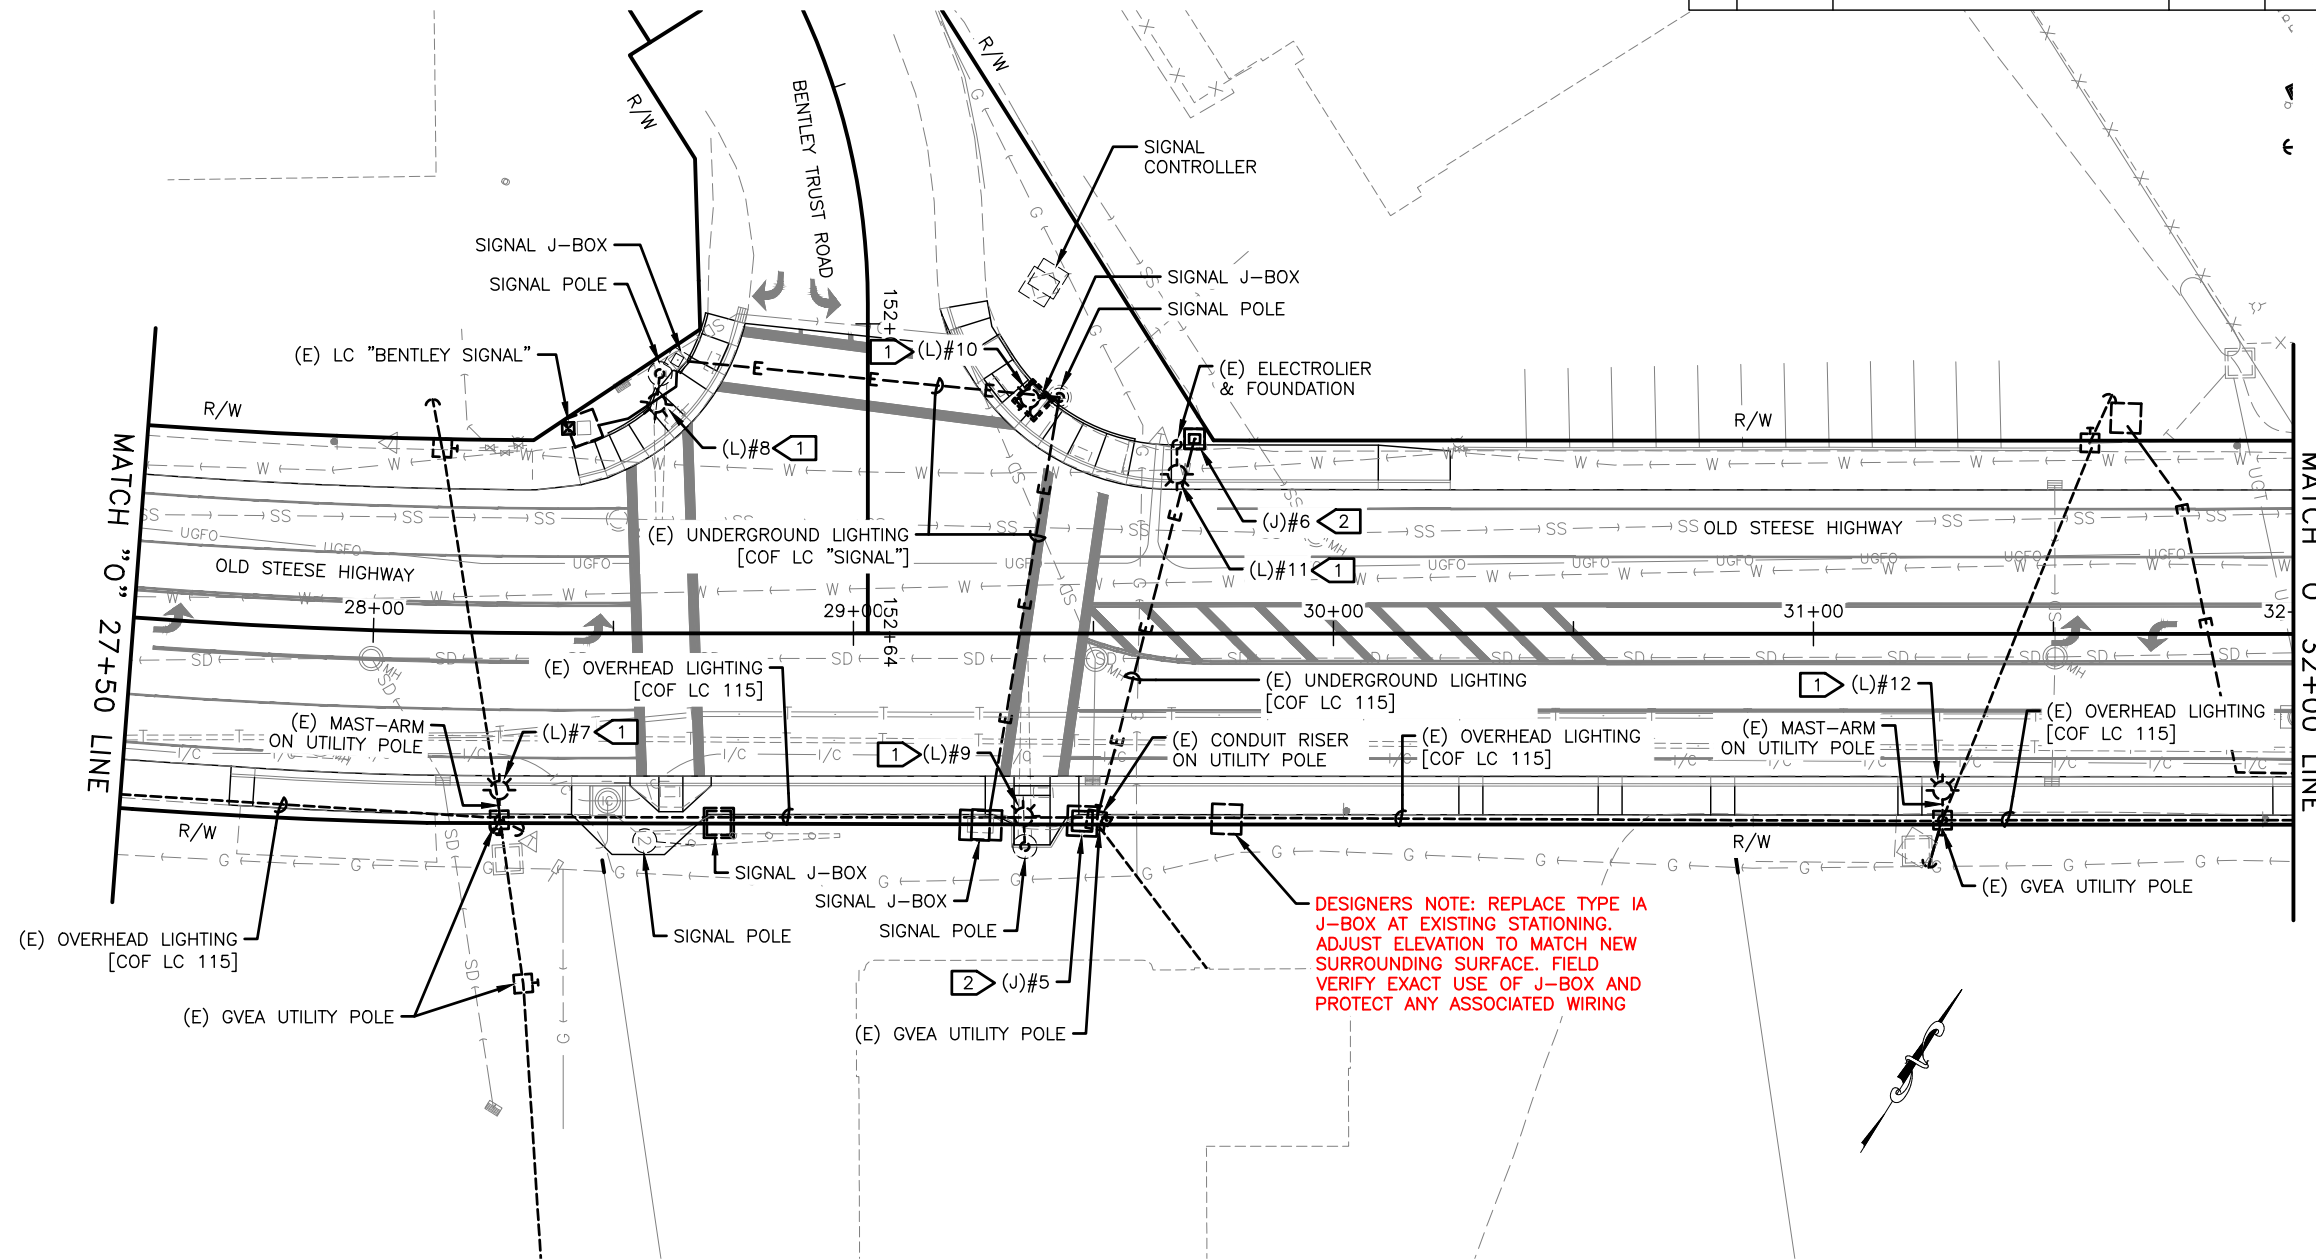 R/W
R/W
BENTLEY TRUST ROAD
SIGNAL
CONTROLLER
SIGNAL J-BOX
SIGNAL POLE
SIGNAL J-BOX
SIGNAL POLE
(E) LC "BENTLEY SIGNAL"
1 (L)#10
(E) ELECTROLIER
& FOUNDATION
R/W
R/W
(L)#8 1
(E) UNDERGROUND LIGHTING
[COF LC "SIGNAL"]
(J)#6 2
(L)#11 1
OLD STEESE HIGHWAY
OLD STEESE HIGHWAY
MATCH "O" 27+50 LINE
28+00
29+00
30+00
31+00
32
152+64
MATCH "O" 32+00 LINE
(E) OVERHEAD LIGHTING
[COF LC 115]
(E) UNDERGROUND LIGHTING
[COF LC 115]
1 (L)#12
(E) MAST-ARM
ON UTILITY POLE
(L)#7 1
1 (L)#9
(E) CONDUIT RISER
ON UTILITY POLE
(E) OVERHEAD LIGHTING
[COF LC 115]
(E) MAST-ARM
ON UTILITY POLE
(E) OVERHEAD LIGHTING
[COF LC 115]
R/W
R/W
SIGNAL J-BOX
SIGNAL J-BOX
SIGNAL POLE
SIGNAL POLE
(E) GVEA UTILITY POLE
(E) OVERHEAD LIGHTING
[COF LC 115]
2 (J)#5
(E) GVEA UTILITY POLE
(E) GVEA UTILITY POLE
DESIGNERS NOTE: REPLACE TYPE IA
J-BOX AT EXISTING STATIONING.
ADJUST ELEVATION TO MATCH NEW
SURROUNDING SURFACE. FIELD
VERIFY EXACT USE OF J-BOX AND
PROTECT ANY ASSOCIATED WIRING